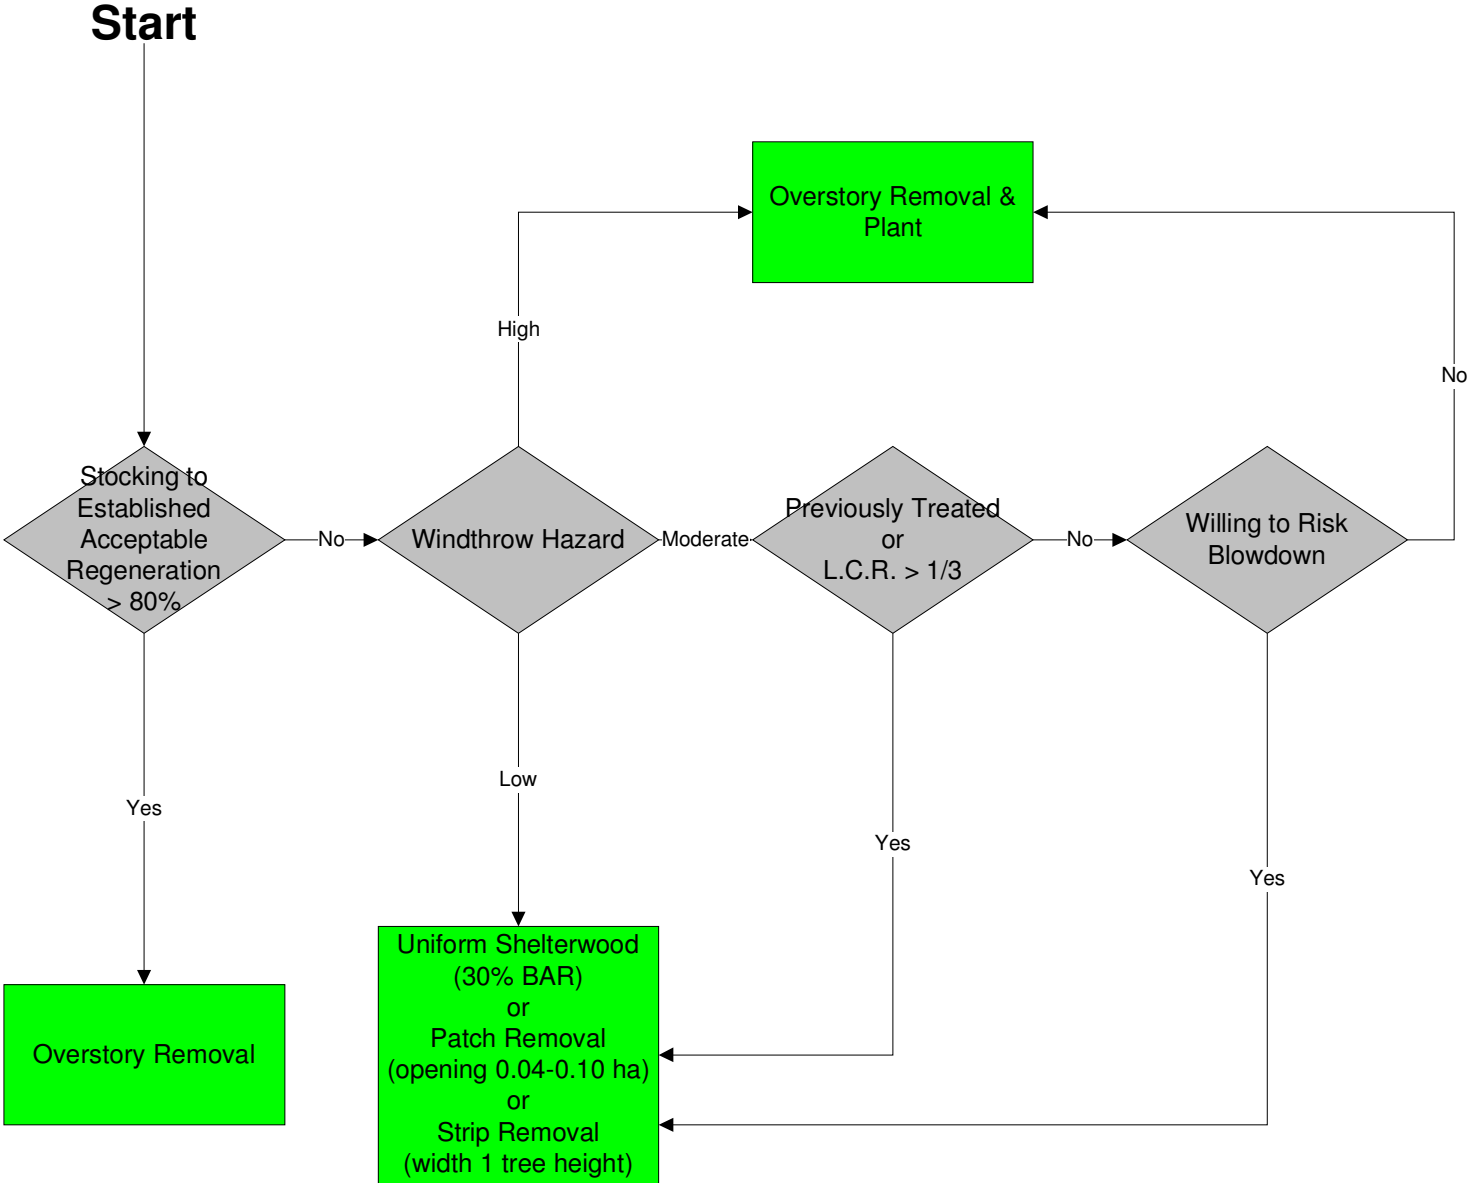 Start
Overstory Removal &
Plant
High
No
Stocking to
Established
Acceptable
Regeneration
> 80%
No
Windthrow Hazard
Moderate
Previously Treated
or
L.C.R. > 1/3
No
Willing to Risk
Blowdown
Low
Yes
Yes
Yes
Overstory Removal
Uniform Shelterwood
(30% BAR)
or
Patch Removal
(opening 0.04-0.10 ha)
or
Strip Removal
(width 1 tree height)